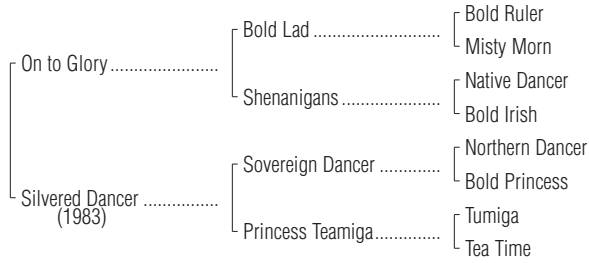 Bold Ruler
Bold Lad ..............................
Misty Morn
On to Glory ..........................
Native Dancer
Shenanigans ........................
Bold Irish
Northern Dancer
Sovereign Dancer ...............
Bold Princess
Silvered Dancer ..................
(1983)
Tumiga
Princess Teamiga................
Tea Time